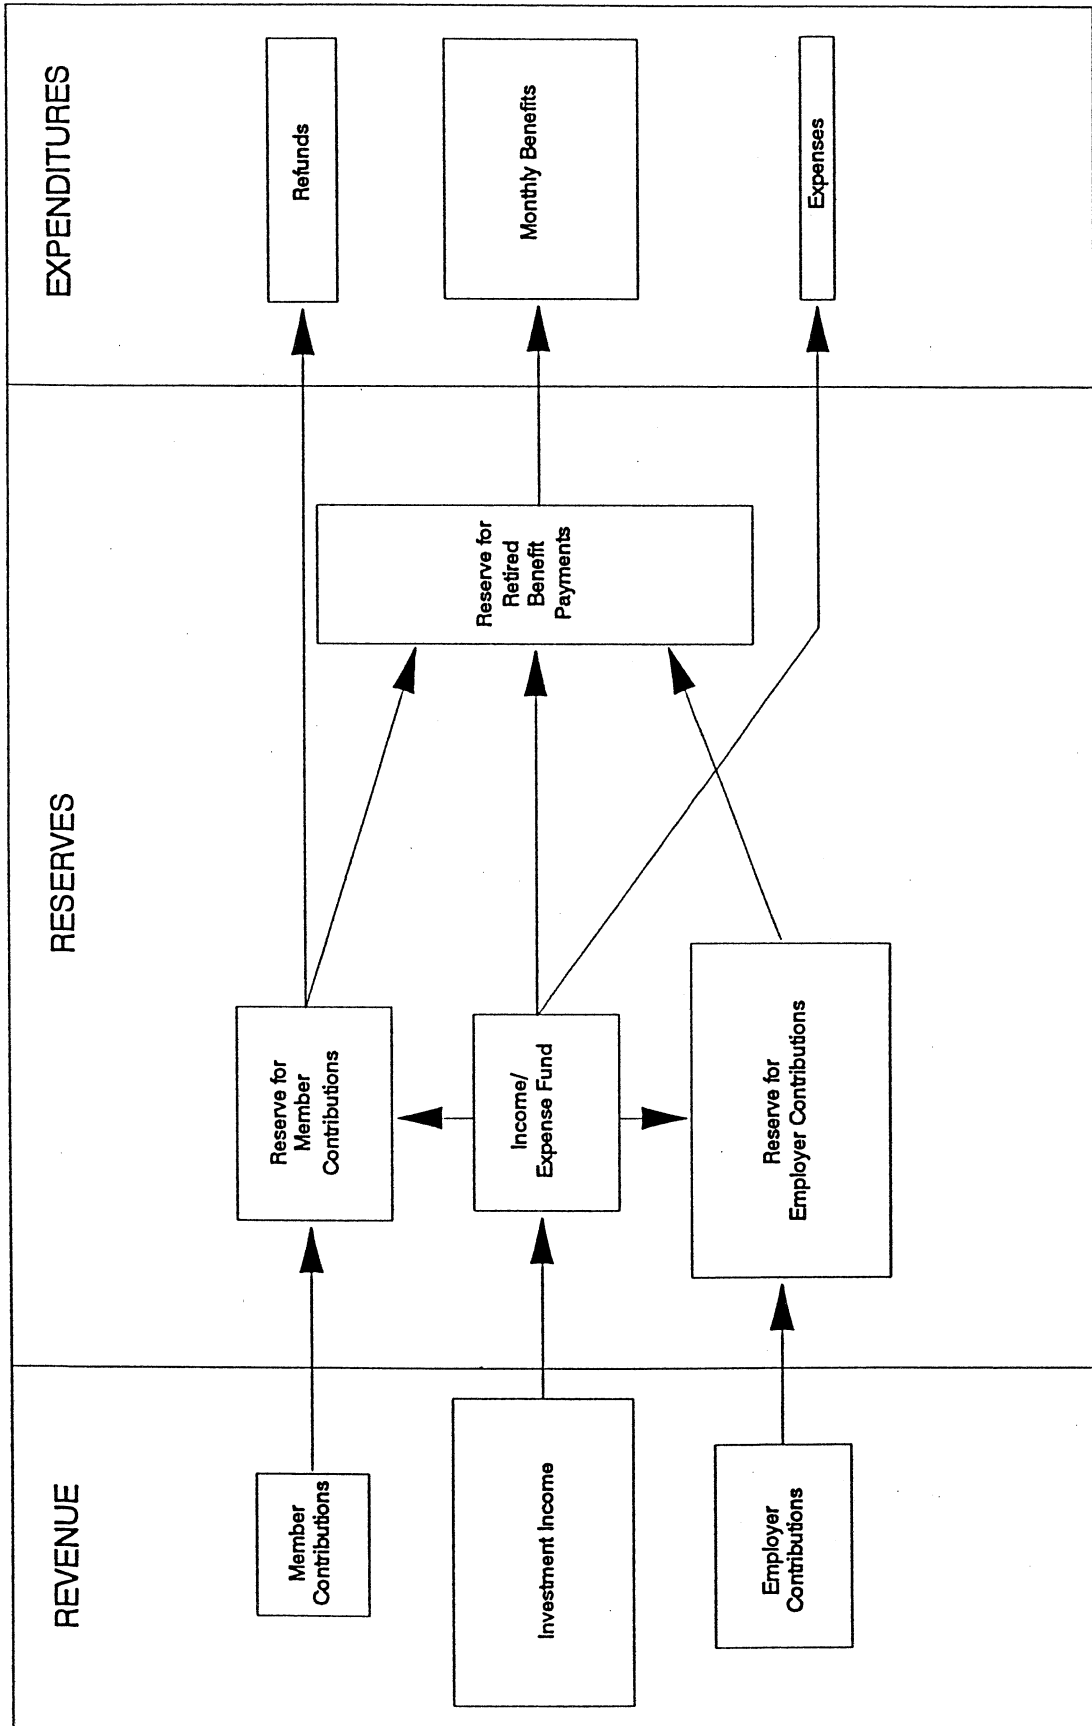 REVENUE
RESERVES
EXPENDITURES
Member
Contributions
Reserve for
Member
Contributions
Refunds
Investment Income
Income/
Expense Fund
Reserve for
Retired
Benefit
Payments
Monthly Benefits
Employer
Contributions
Reserve for
Employer Contributions
Expenses